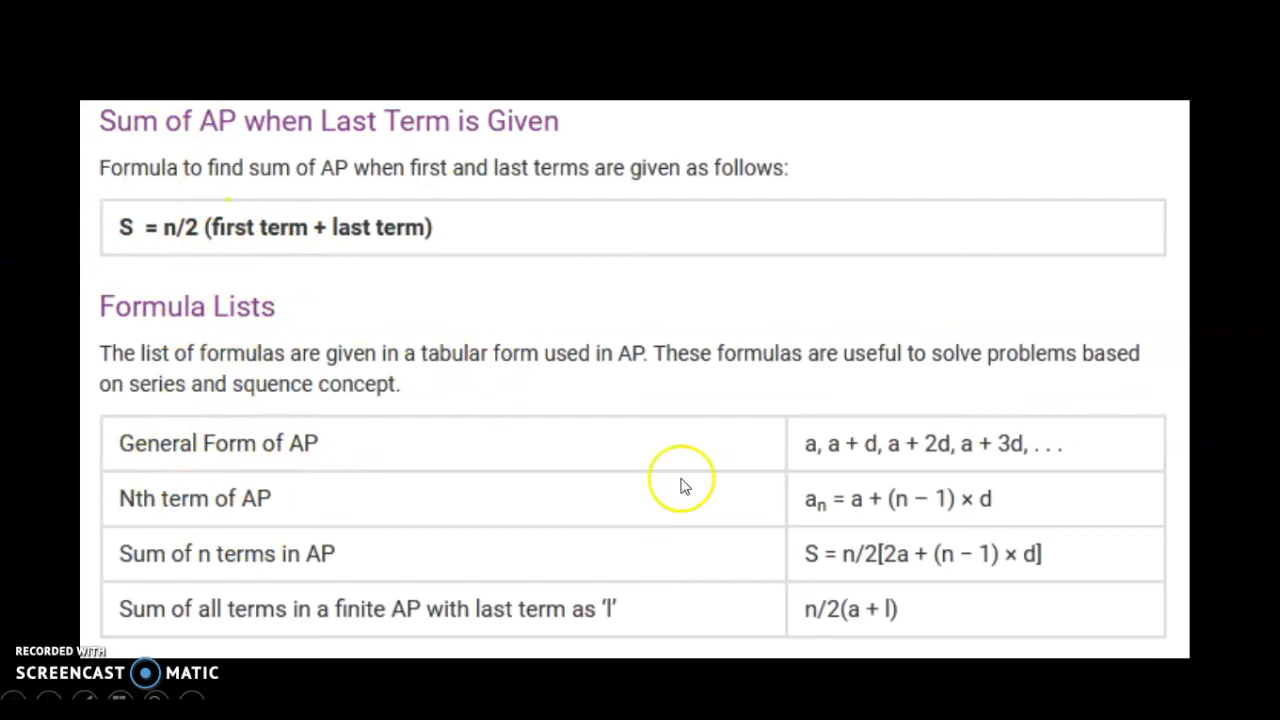 Sum of AP when Last Term is Given
Formula to find sum of AP when first and last terms are given as follows:
S = n/2 (first term + last term)
Formula Lists
The list of formulas are given in a tabular form used in AP. These formulas are useful to solve problems based
on series and squence concept.
General Form of AP a, a + d, a + 2d, a + 3d, . . .
Nth term of AP aₙ = a + (n − 1) × d
Sum of n terms in AP S = n/2[2a + (n − 1) × d]
Sum of all terms in a finite AP with last term as ‘l’ n/2(a + l)
RECORDED WITH
SCREENCAST MATIC